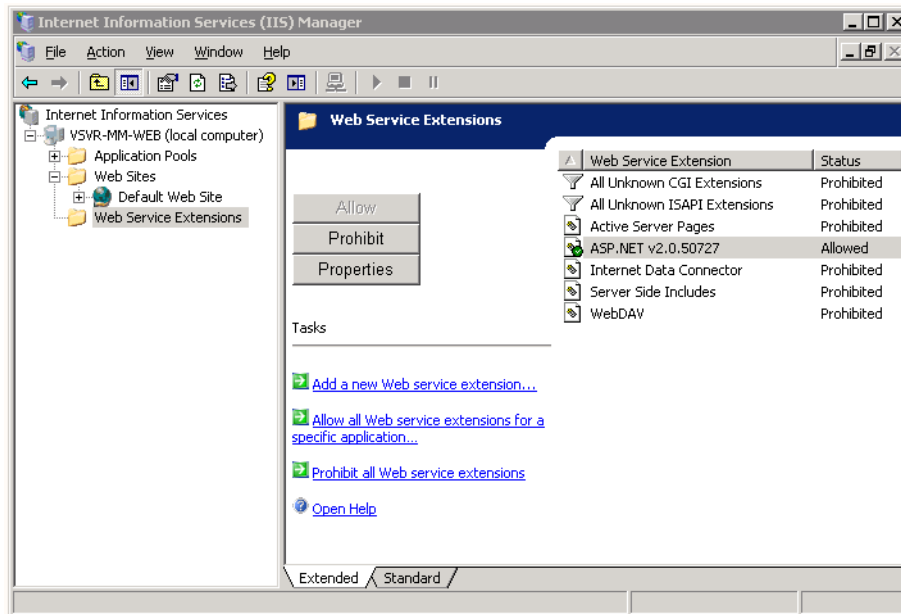 Internet Information Services (IIS) Manager
File Action View Window Help
Internet Information Services
VSVR-MM-WEB (local computer)
Application Pools
Web Sites
Default Web Site
Web Service Extensions
Web Service Extensions
Allow
Prohibit
Properties
Tasks
Add a new Web service extension...
Allow all Web service extensions for a
specific application...
Prohibit all Web service extensions
Open Help
Web Service Extension Status
All Unknown CGI Extensions Prohibited
All Unknown ISAPI Extensions Prohibited
Active Server Pages Prohibited
ASP.NET v2.0.50727 Allowed
Internet Data Connector Prohibited
Server Side Includes Prohibited
WebDAV Prohibited
Extended Standard